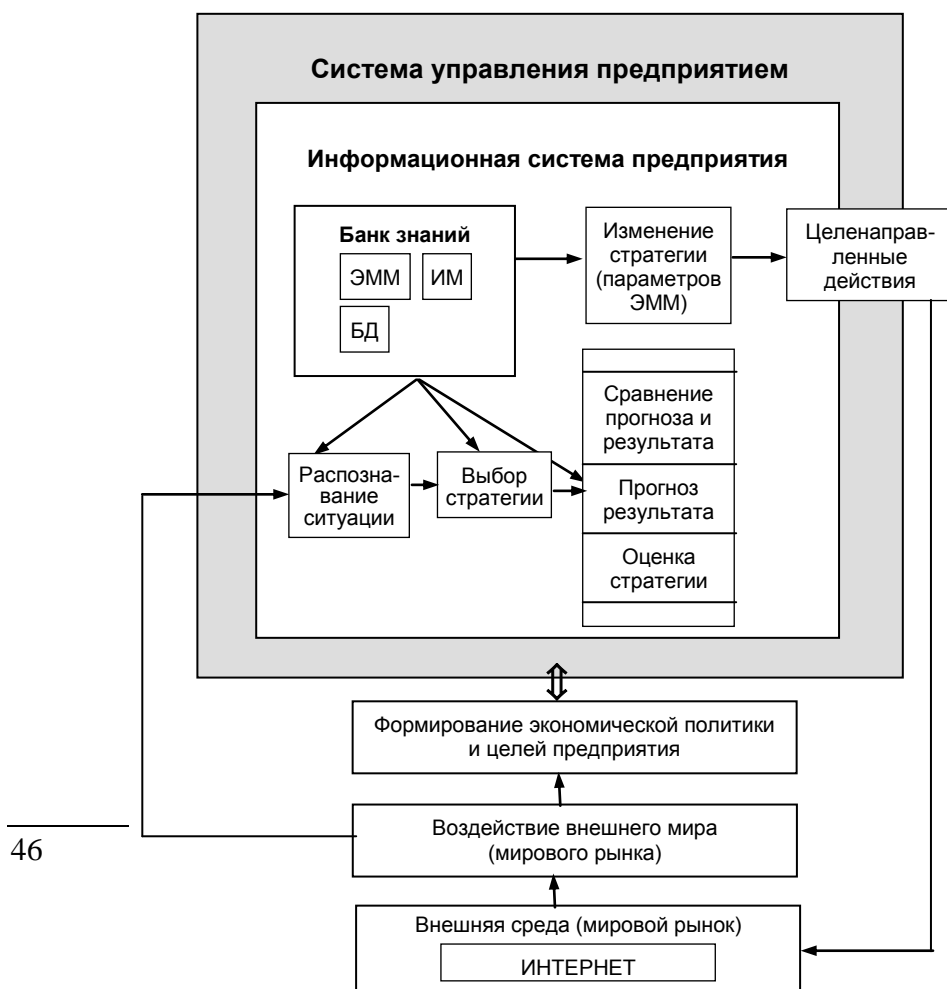 Система управления предприятием
Информационная система предприятия
Банк знаний
ЭММ
ИМ
БД
Изменение
стратегии
(параметров
ЭММ)
Целенаправ-
ленные
действия
Сравнение
прогноза и
результата
Распозна-
вание
ситуации
Выбор
стратегии
Прогноз
результата
Оценка
стратегии
Формирование экономической политики
и целей предприятия
Воздействие внешнего мира
(мирового рынка)
46
Внешняя среда (мировой рынок)
ИНТЕРНЕТ